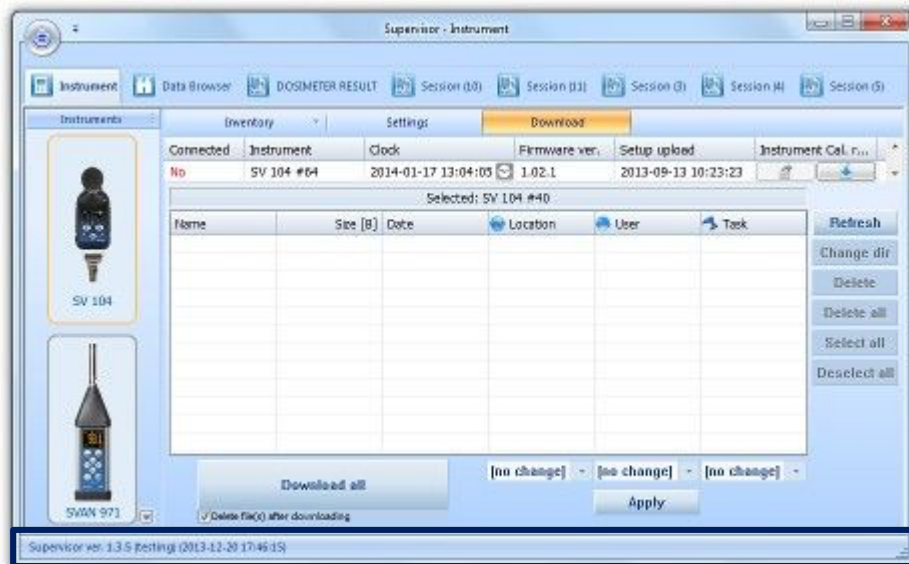 Supervisor - Instrument
Instrument Data Browser DOSIMETER RESULT Session (10) Session (11) Session (3) Session (4) Session (5)
Instruments Inventory Settings Download
Connected Instrument Clock Firmware ver. Setup upload Instrument Cal. r...
No SV 104 #64 2014-01-17 13:04:05 1.02.1 2013-09-13 10:23:23
Selected: SV 104 #40
Name Size [B] Date Location User Task
Refresh
Change dir
Delete
Delete all
Select all
Deselect all
SV 104
SVAN 971
[no change] [no change] [no change]
Download all
Apply
Delete file(s) after downloading
Supervisor ver. 1.3.5 (testing) (2013-12-20 17:46:15)